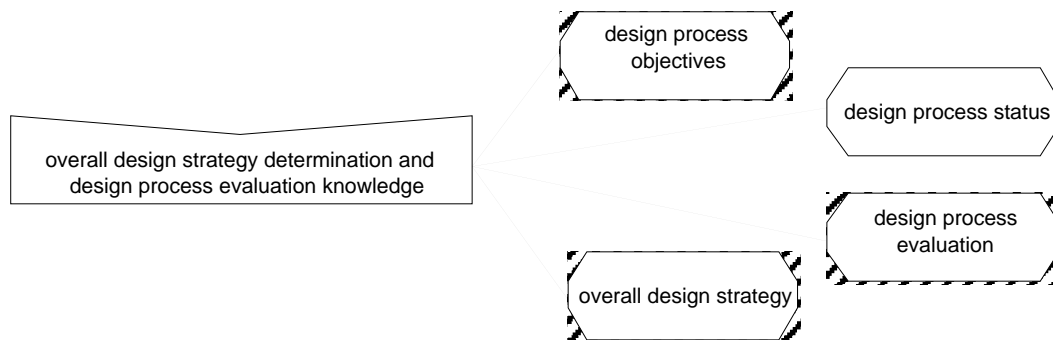 design process
objectives
design process status
overall design strategy determination and
design process evaluation knowledge
design process
evaluation
overall design strategy